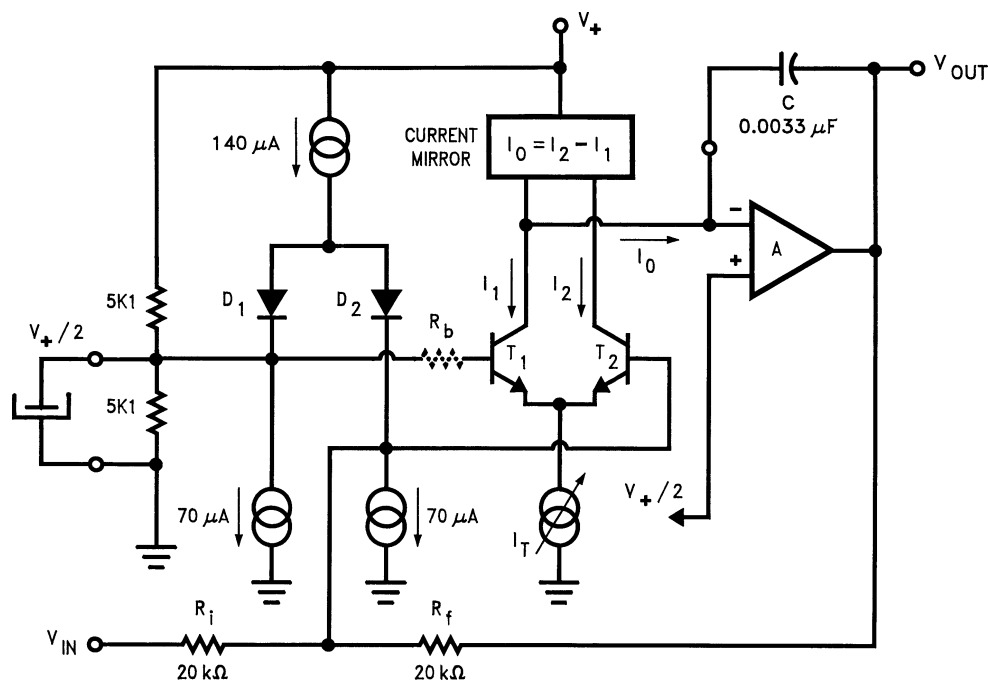 V+
V OUT
C
0.0033 μF
140 μA
CURRENT
MIRROR
I0 = I2 − I1
−
A
+
I0
I1
I2
5K1
D1
D2
Rb
V+/2
T1
T2
5K1
70 μA
70 μA
IT
V+/2
Ri
Rf
VIN
20 kΩ
20 kΩ